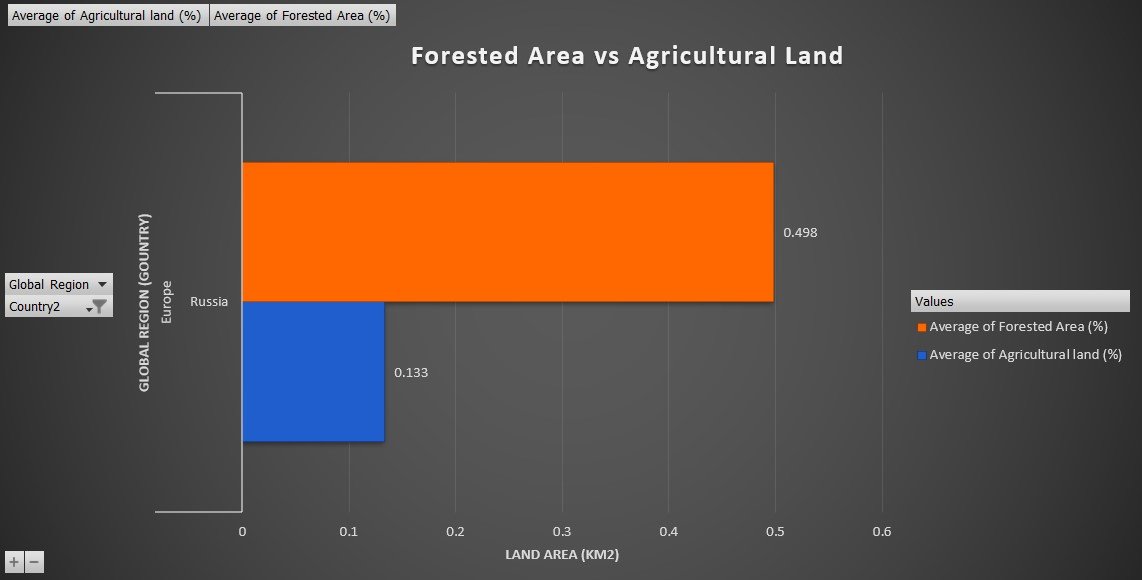 Average of Agricultural land (%) Average of Forested Area (%)
Forested Area vs Agricultural Land
GLOBAL REGION (GOUNTRY)
Europe
Russia
0.498
0.133
Global Region
Country2
Values
Average of Forested Area (%)
Average of Agricultural land (%)
0 0.1 0.2 0.3 0.4 0.5 0.6
LAND AREA (KM2)
+ −